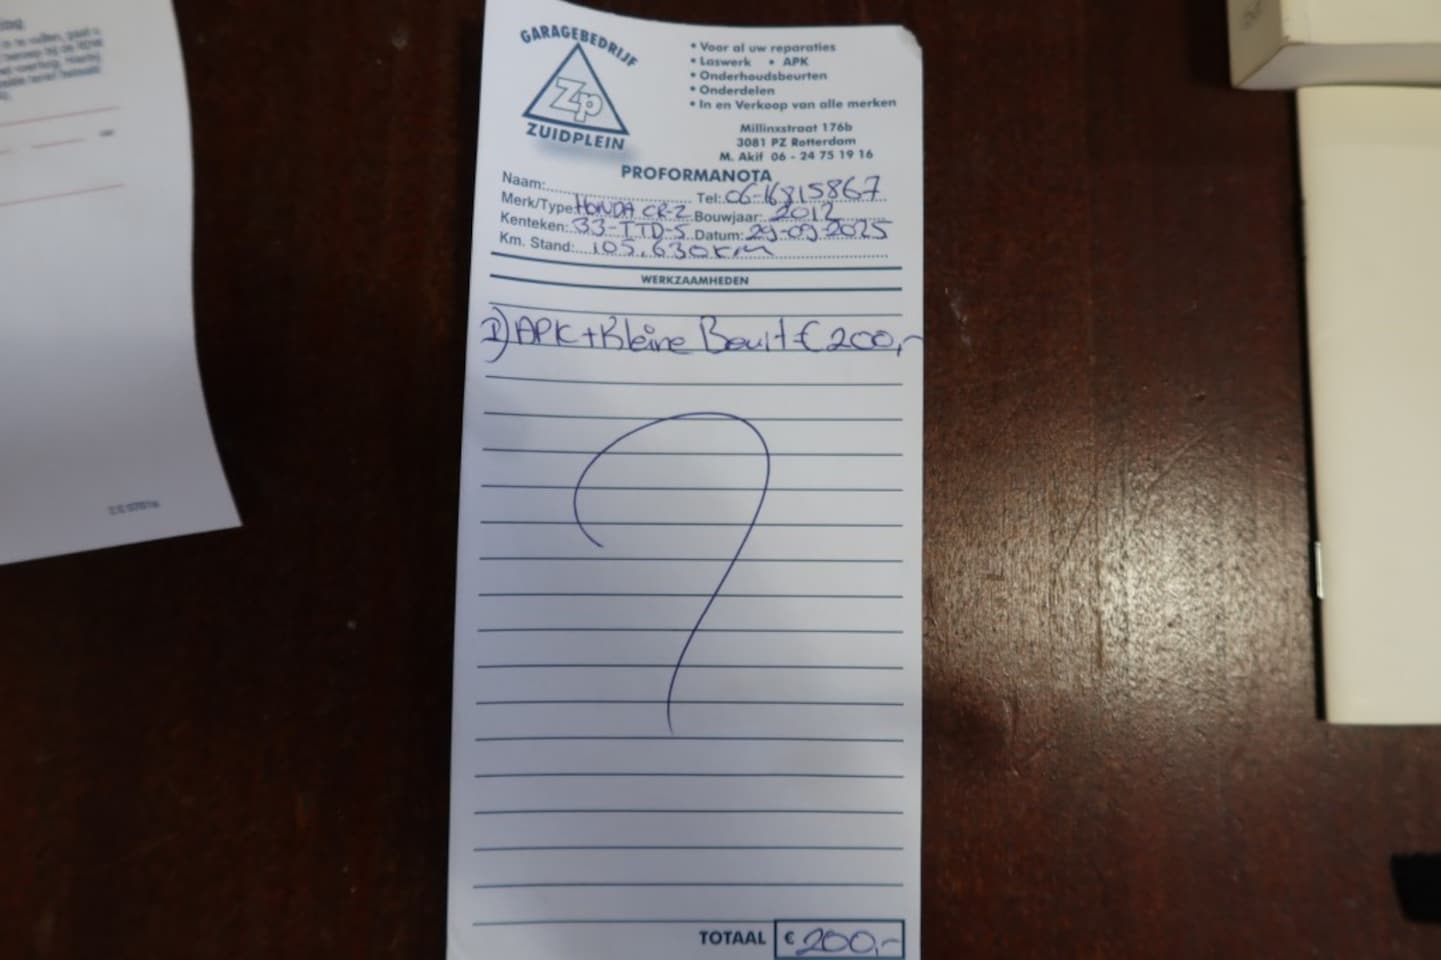 GARAGEBEDRIJF
Zp
ZUIDPLEIN
• Voor al uw reparaties
• Laswerk • APK
• Onderhoudsbeurten
• Onderdelen
• In en Verkoop van alle merken
Millinxstraat 176b
3081 PZ Rotterdam
M. Akif 06 - 24 75 19 16
PROFORMANOTA
Naam: Tel: 06-16815867
Merk/Type: HONDA CR-Z Bouwjaar: 2012
Kenteken: 33-TTD-5 Datum: 29-09-2025
Km. Stand: 105.630km
WERKZAAMHEDEN
1) APK + Kleine Beurt € 200,-
TOTAAL € 200,-